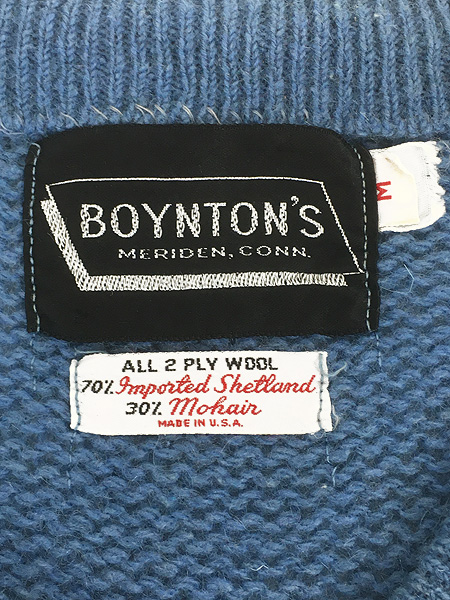 BOYNTON'S
MERIDEN, CONN.
M
ALL 2 PLY WOOL
70% Imported Shetland
30% Mohair
MADE IN U.S.A.